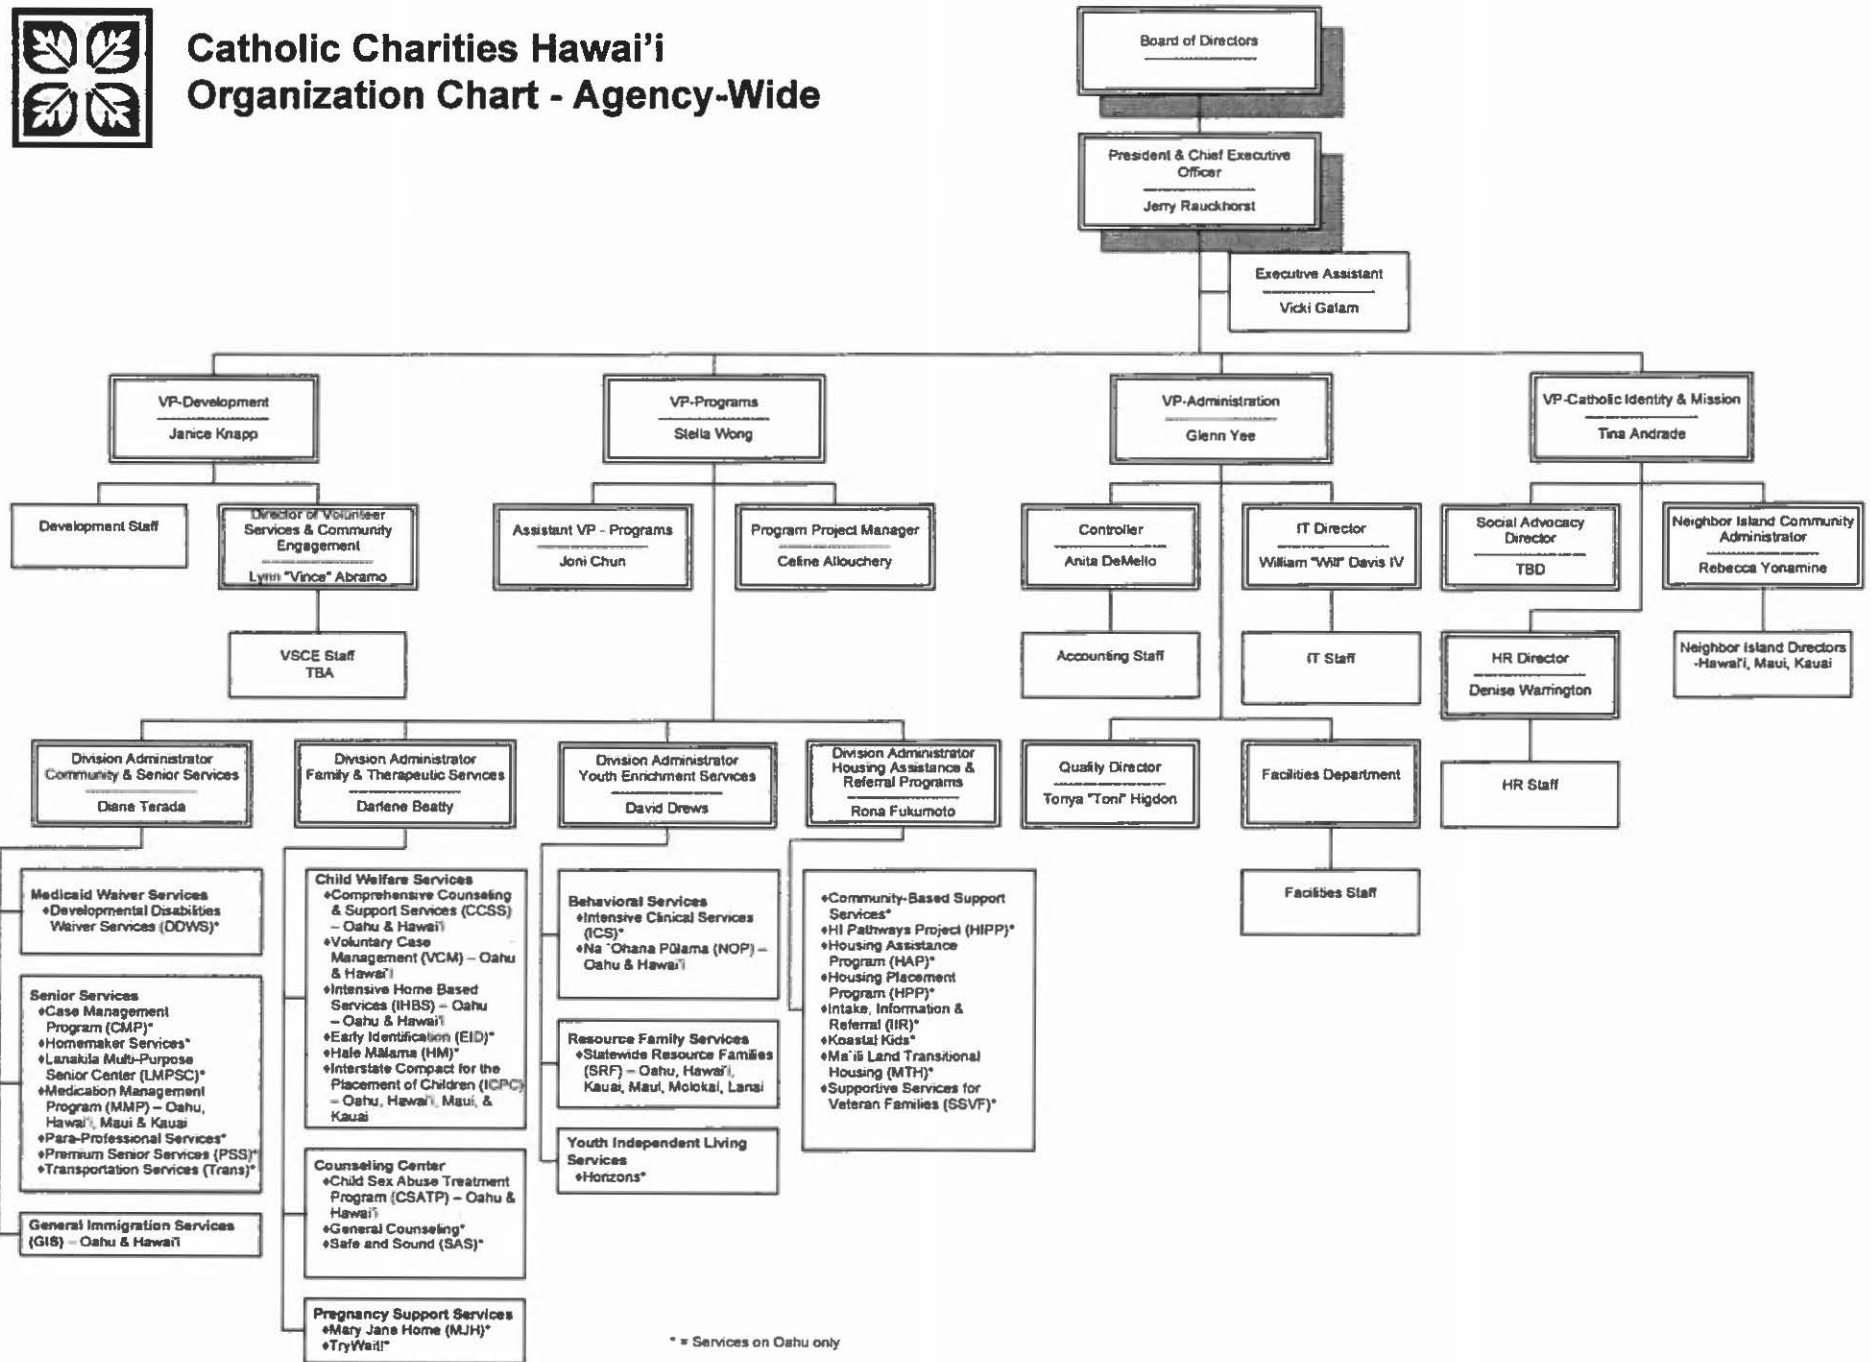 Catholic Charities Hawai'i
Organization Chart - Agency-Wide
Board of Directors
President & Chief Executive
Officer
Jerry Rauckhorst
Executive Assistant
Vicki Galam
VP-Development
Janice Knapp
VP-Programs
Stella Wong
VP-Administration
Glenn Yee
VP-Catholic Identity & Mission
Tina Andrade
Development Staff
Director of Volunteer
Services & Community
Engagement
Lynn "Vince" Abramo
Assistant VP - Programs
Joni Chun
Program Project Manager
Celine Allouchery
Controller
Anita DeMello
IT Director
William "Will" Davis IV
Social Advocacy
Director
TBD
Neighbor Island Community
Administrator
Rebecca Yonamine
VSCE Staff
TBA
Accounting Staff
IT Staff
HR Director
Denise Warrington
Neighbor Island Directors
-Hawai'i, Maui, Kauai
Division Administrator
Community & Senior Services
Diane Terada
Division Administrator
Family & Therapeutic Services
Darlene Beatty
Division Administrator
Youth Enrichment Services
David Drews
Division Administrator
Housing Assistance &
Referral Programs
Rona Fukumoto
Quality Director
Tonya "Toni" Higdon
Facilities Department
HR Staff
Facilities Staff
Medicaid Waiver Services
♦Developmental Disabilities
Waiver Services (DDWS)*
Senior Services
♦Case Management
Program (CMP)*
♦Homemaker Services*
♦Lanakila Multi-Purpose
Senior Center (LMPSC)*
♦Medication Management
Program (MMP) – Oahu,
Hawai'i, Maui & Kauai
♦Para-Professional Services*
♦Premium Senior Services (PSS)*
♦Transportation Services (Trans)*
General Immigration Services
(GIS) – Oahu & Hawai'i
Child Welfare Services
♦Comprehensive Counseling
& Support Services (CCSS)
– Oahu & Hawai'i
♦Voluntary Case
Management (VCM) – Oahu
& Hawai'i
♦Intensive Home Based
Services (IHBS) – Oahu
– Oahu & Hawai'i
♦Early Identification (EID)*
♦Hale Mālama (HM)*
♦Interstate Compact for the
Placement of Children (ICPC)
– Oahu, Hawai'i, Maui, &
Kauai
Counseling Center
♦Child Sex Abuse Treatment
Program (CSATP) – Oahu &
Hawai'i
♦General Counseling*
♦Safe and Sound (SAS)*
Pregnancy Support Services
♦Mary Jane Home (MJH)*
♦TryWait!*
Behavioral Services
♦Intensive Clinical Services
(ICS)*
♦Na `Ohana Pūlama (NOP) –
Oahu & Hawai'i
Resource Family Services
♦Statewide Resource Families
(SRF) – Oahu, Hawai'i,
Kauai, Maui, Molokai, Lanai
Youth Independent Living
Services
♦Horizons*
♦Community-Based Support
Services*
♦HI Pathways Project (HIPP)*
♦Housing Assistance
Program (HAP)*
♦Housing Placement
Program (HPP)*
♦Intake, Information &
Referral (IIR)*
♦Koastal Kids*
♦Ma`ili Land Transitional
Housing (MTH)*
♦Supportive Services for
Veteran Families (SSVF)*
* = Services on Oahu only